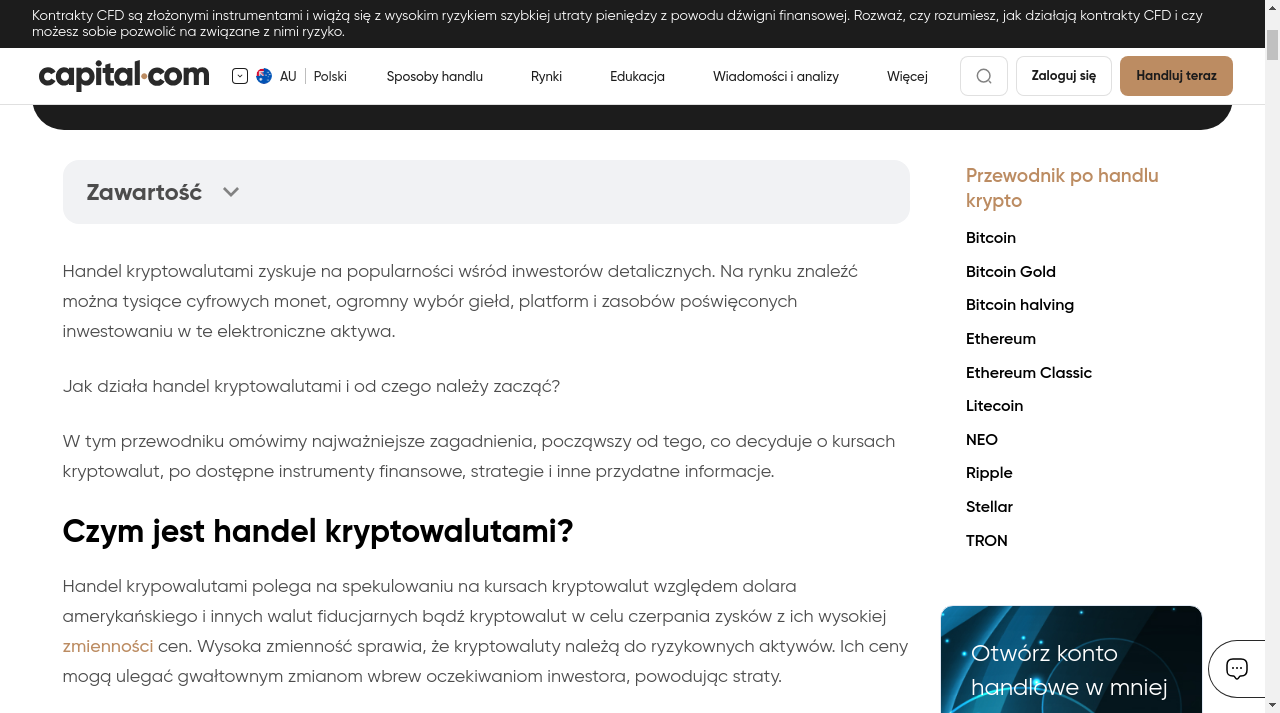 Kontrakty CFD są złożonymi instrumentami i wiążą się z wysokim ryzykiem szybkiej utraty pieniędzy z powodu dźwigni finansowej. Rozważ, czy rozumiesz, jak działają kontrakty CFD i czy
możesz sobie pozwolić na związane z nimi ryzyko.
capital.com
AU
Polski
Sposoby handlu
Rynki
Edukacja
Wiadomości i analizy
Więcej
Zaloguj się
Handluj teraz
Zawartość
Handel kryptowalutami zyskuje na popularności wśród inwestorów detalicznych. Na rynku znaleźć
można tysiące cyfrowych monet, ogromny wybór giełd, platform i zasobów poświęconych
inwestowaniu w te elektroniczne aktywa.
Jak działa handel kryptowalutami i od czego należy zacząć?
W tym przewodniku omówimy najważniejsze zagadnienia, począwszy od tego, co decyduje o kursach
kryptowalut, po dostępne instrumenty finansowe, strategie i inne przydatne informacje.
Czym jest handel kryptowalutami?
Handel krypowalutami polega na spekulowaniu na kursach kryptowalut względem dolara
amerykańskiego i innych walut fiducjarnych bądź kryptowalut w celu czerpania zysków z ich wysokiej
zmienności cen. Wysoka zmienność sprawia, że kryptowaluty należą do ryzykownych aktywów. Ich ceny
mogą ulegać gwałtownym zmianom wbrew oczekiwaniom inwestora, powodując straty.
Przewodnik po handlu
krypto
Bitcoin
Bitcoin Gold
Bitcoin halving
Ethereum
Ethereum Classic
Litecoin
NEO
Ripple
Stellar
TRON
Otwórz konto
handlowe w mniej